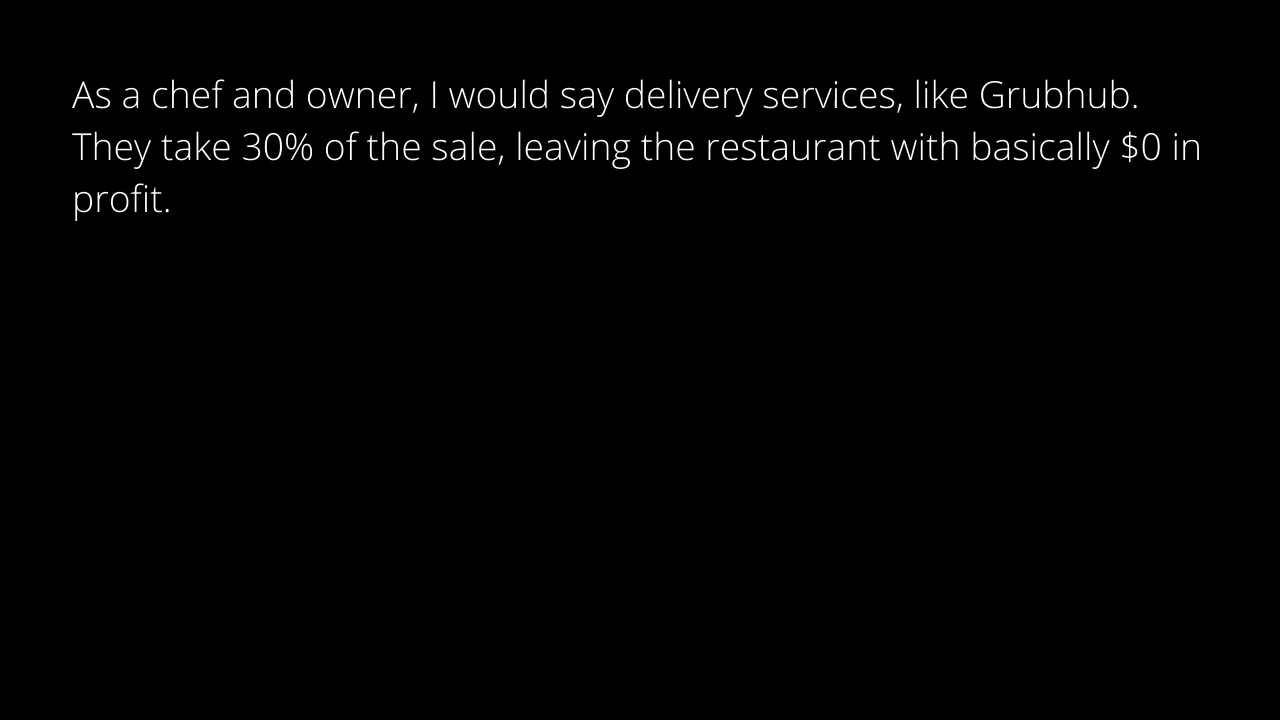 As a chef and owner, I would say delivery services, like Grubhub.
They take 30% of the sale, leaving the restaurant with basically $0 in
profit.